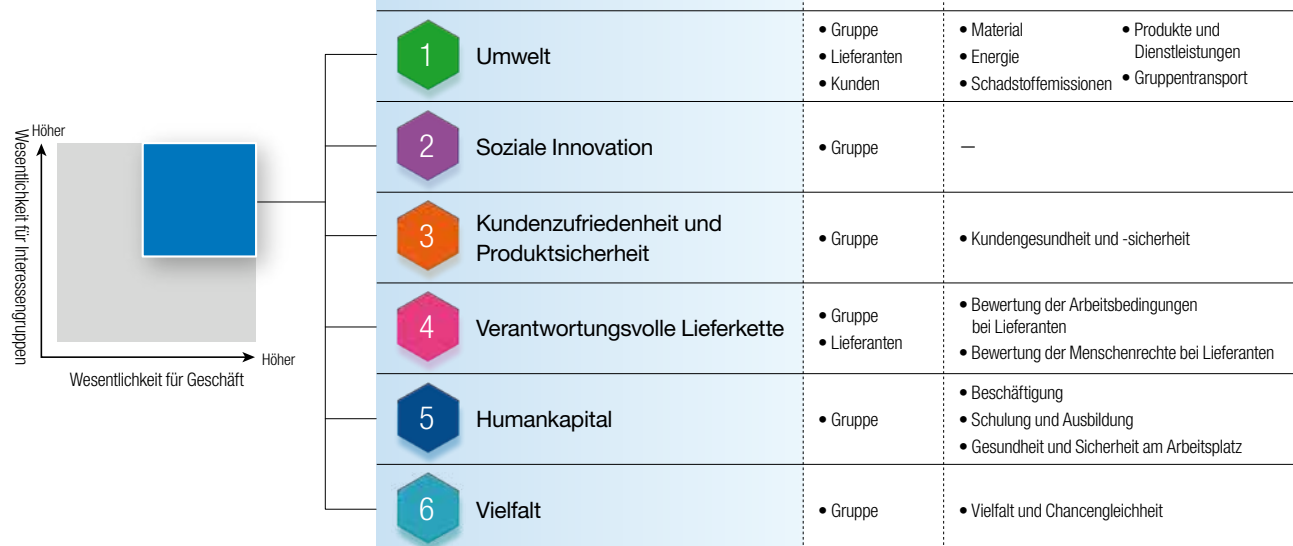 Wesentlichkeit für Interessengruppen
Höher
Höher
Wesentlichkeit für Geschäft
1
Umwelt
• Gruppe
• Lieferanten
• Kunden
• Material
• Energie
• Schadstoffemissionen
• Produkte und
Dienstleistungen
• Gruppentransport
2
Soziale Innovation
• Gruppe
—
3
Kundenzufriedenheit und
Produktsicherheit
• Gruppe
• Kundengesundheit und -sicherheit
4
Verantwortungsvolle Lieferkette
• Gruppe
• Lieferanten
• Bewertung der Arbeitsbedingungen
bei Lieferanten
• Bewertung der Menschenrechte bei Lieferanten
5
Humankapital
• Gruppe
• Beschäftigung
• Schulung und Ausbildung
• Gesundheit und Sicherheit am Arbeitsplatz
6
Vielfalt
• Gruppe
• Vielfalt und Chancengleichheit